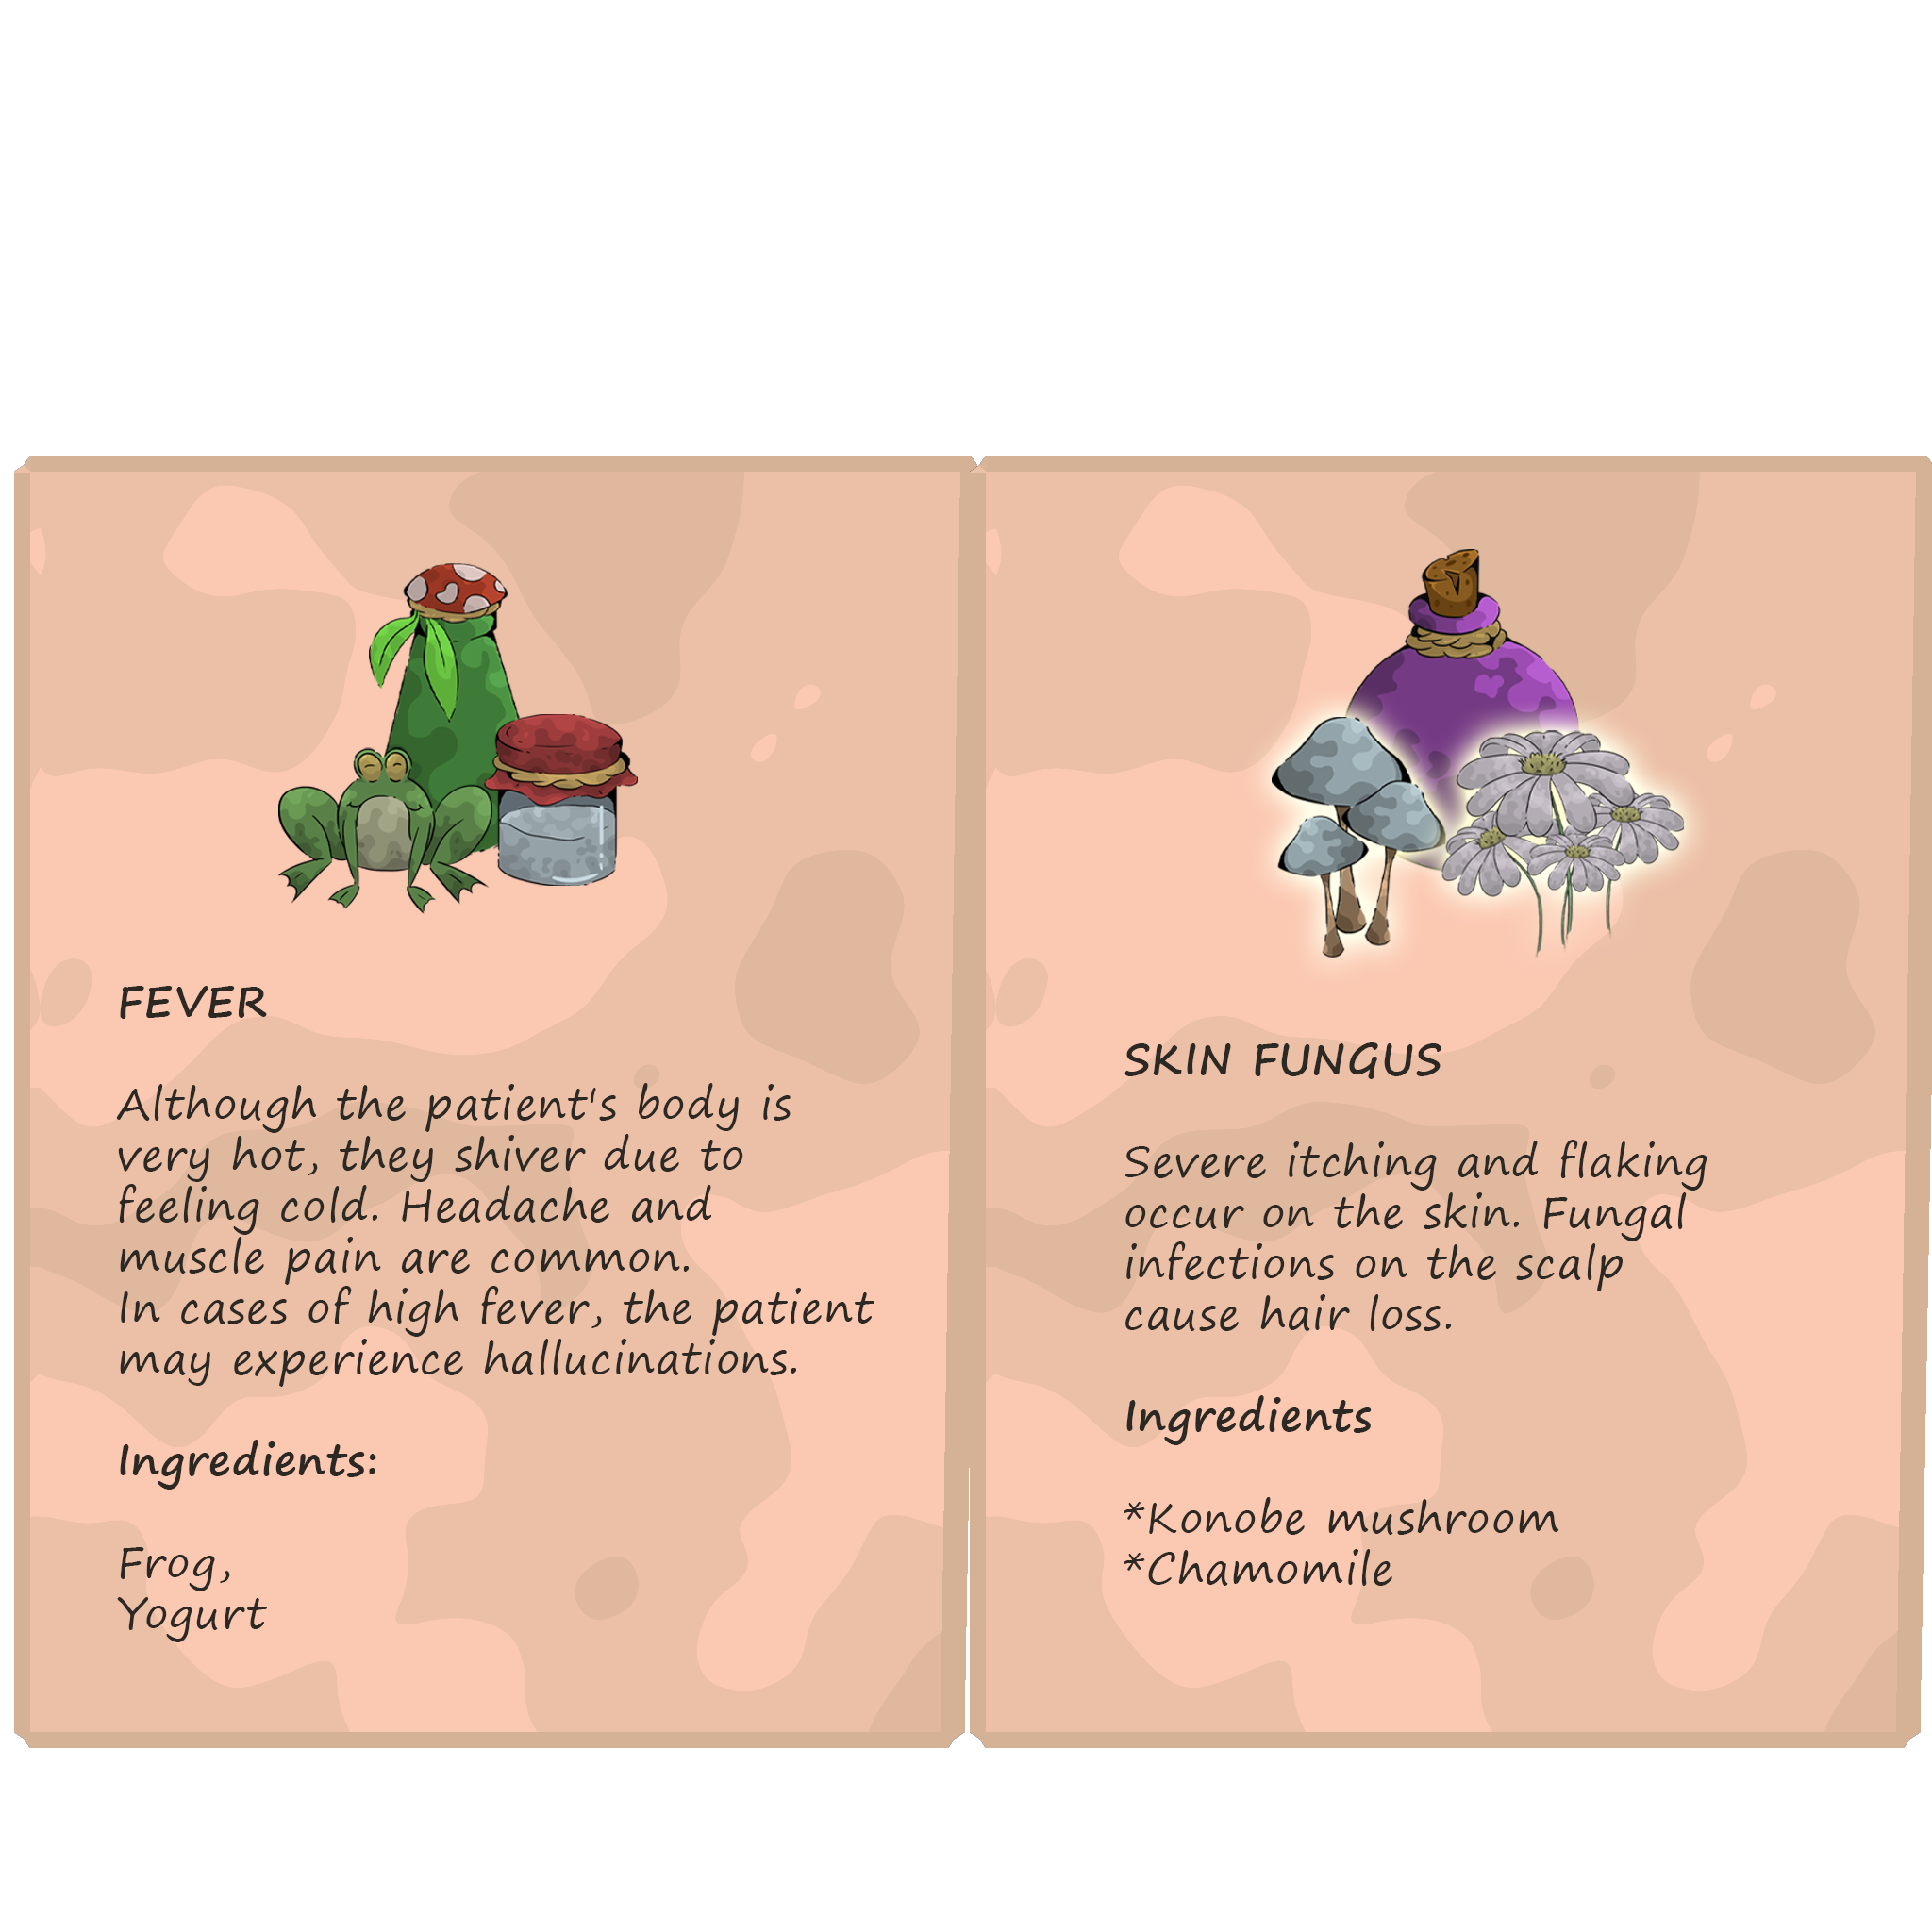 FEVER
Although the patient's body is
very hot, they shiver due to
feeling cold. Headache and
muscle pain are common.
In cases of high fever, the patient
may experience hallucinations.
Ingredients:
Frog,
Yogurt
SKIN FUNGUS
Severe itching and flaking
occur on the skin. Fungal
infections on the scalp
cause hair loss.
Ingredients
*Konobe mushroom
*Chamomile